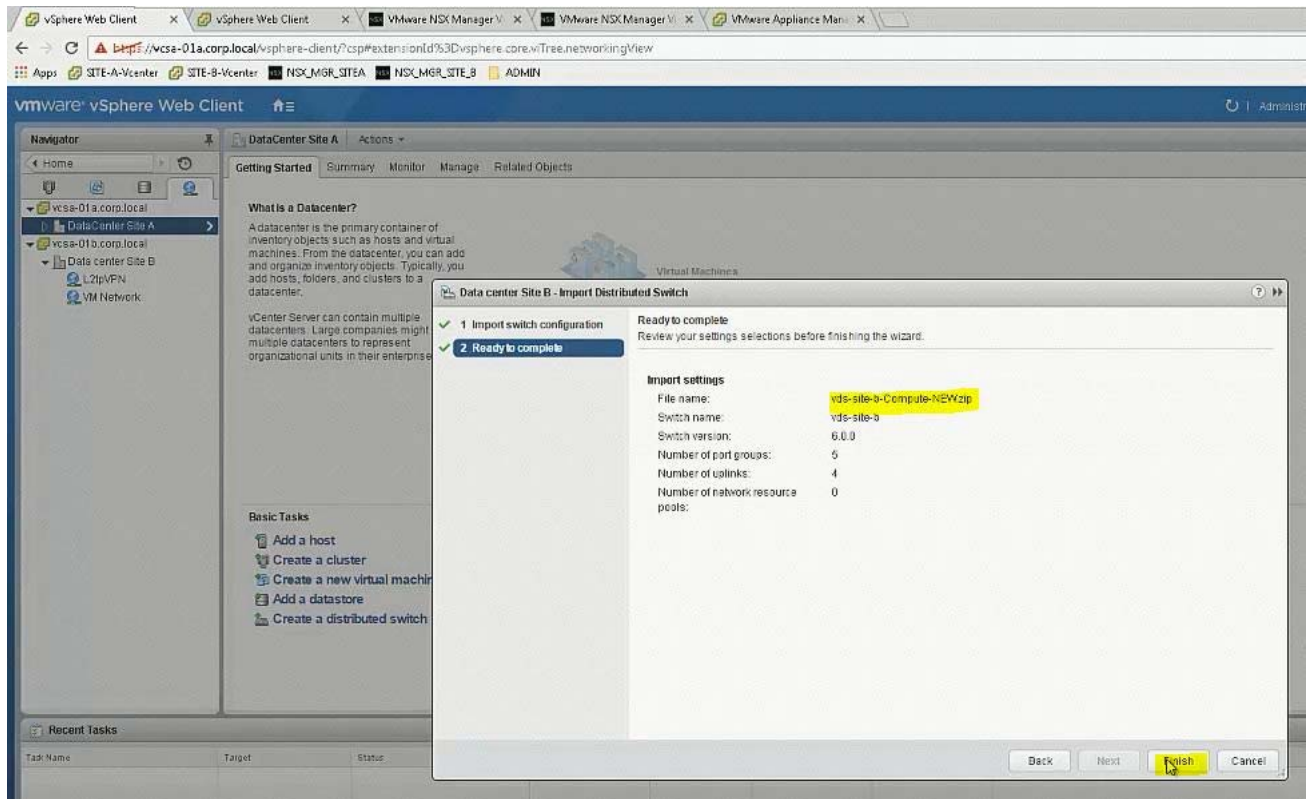 vSphere Web Client
vSphere Web Client
VMware NSX Manager V
VMware NSX Manager Vi
VMware Appliance Man
https://vcsa-01a.corp.local/vsphere-client/?csp#extensionId%3Dvsphere.core.viTree.networkingView
Apps SITE-A-Vcenter SITE-B-Vcenter NSX_MGR_SITEA NSX_MGR_SITE_B ADMIN
vmware® vSphere Web Client
Administr
Navigator
Home
vcsa-01a.corp.local
DataCenter Site A
vcsa-01b.corp.local
Data center Site B
L2lpVPN
VM Network
DataCenter Site A Actions
Getting Started Summary Monitor Manage Related Objects
What is a Datacenter?
A datacenter is the primary container of
inventory objects such as hosts and virtual
machines. From the datacenter, you can add
and organize inventory objects. Typically, you
add hosts, folders, and clusters to a
datacenter.
vCenter Server can contain multiple
datacenters. Large companies might
multiple datacenters to represent
organizational units in their enterprise
Virtual Machines
Basic Tasks
Add a host
Create a cluster
Create a new virtual machin
Add a datastore
Create a distributed switch
Data center Site B - Import Distributed Switch
1 Import switch configuration
2 Ready to complete
Ready to complete
Review your settings selections before finishing the wizard.
Import settings
File name: vds-site-b-Compute-NEW.zip
Switch name: vds-site-b
Switch version: 6.0.0
Number of port groups: 5
Number of uplinks: 4
Number of network resource 0
pools:
Back Next Finish Cancel
Recent Tasks
Task Name Target Status